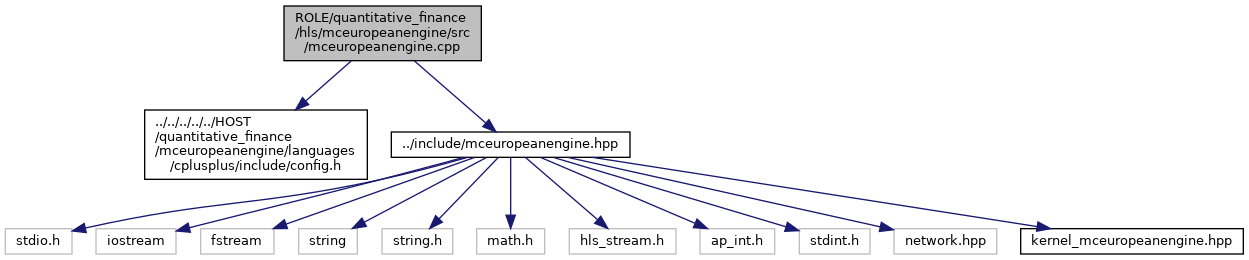 ROLE/quantitative_finance
/hls/mceuropeanengine/src
/mceuropeanengine.cpp
../../../../../HOST
/quantitative_finance
/mceuropeanengine/languages
/cplusplus/include/config.h
../include/mceuropeanengine.hpp
stdio.h
iostream
fstream
string
string.h
math.h
hls_stream.h
ap_int.h
stdint.h
network.hpp
kernel_mceuropeanengine.hpp